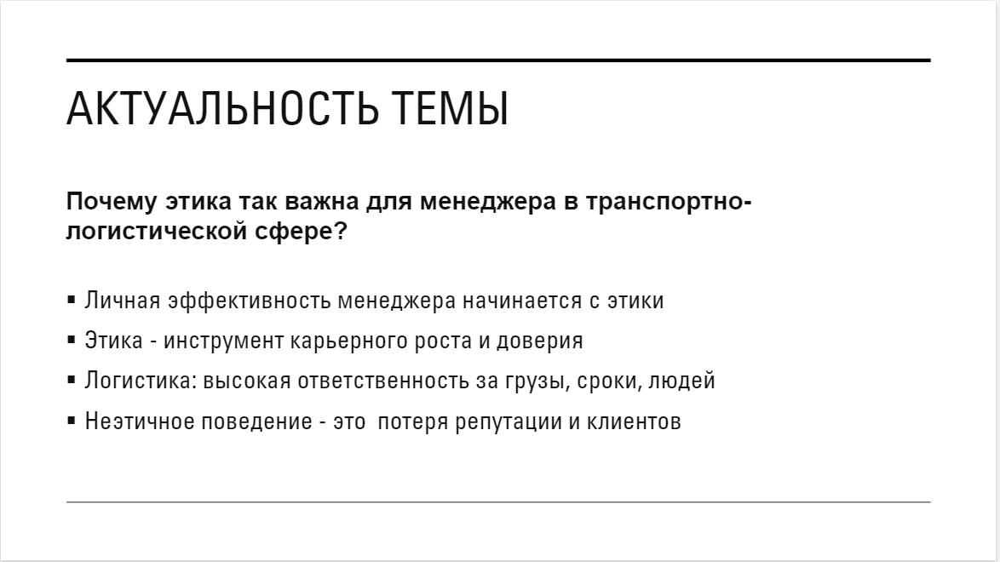 АКТУАЛЬНОСТЬ ТЕМЫ
Почему этика так важна для менеджера в транспортно-
логистической сфере?
▪ Личная эффективность менеджера начинается с этики
▪ Этика - инструмент карьерного роста и доверия
▪ Логистика: высокая ответственность за грузы, сроки, людей
▪ Неэтичное поведение - это  потеря репутации и клиентов